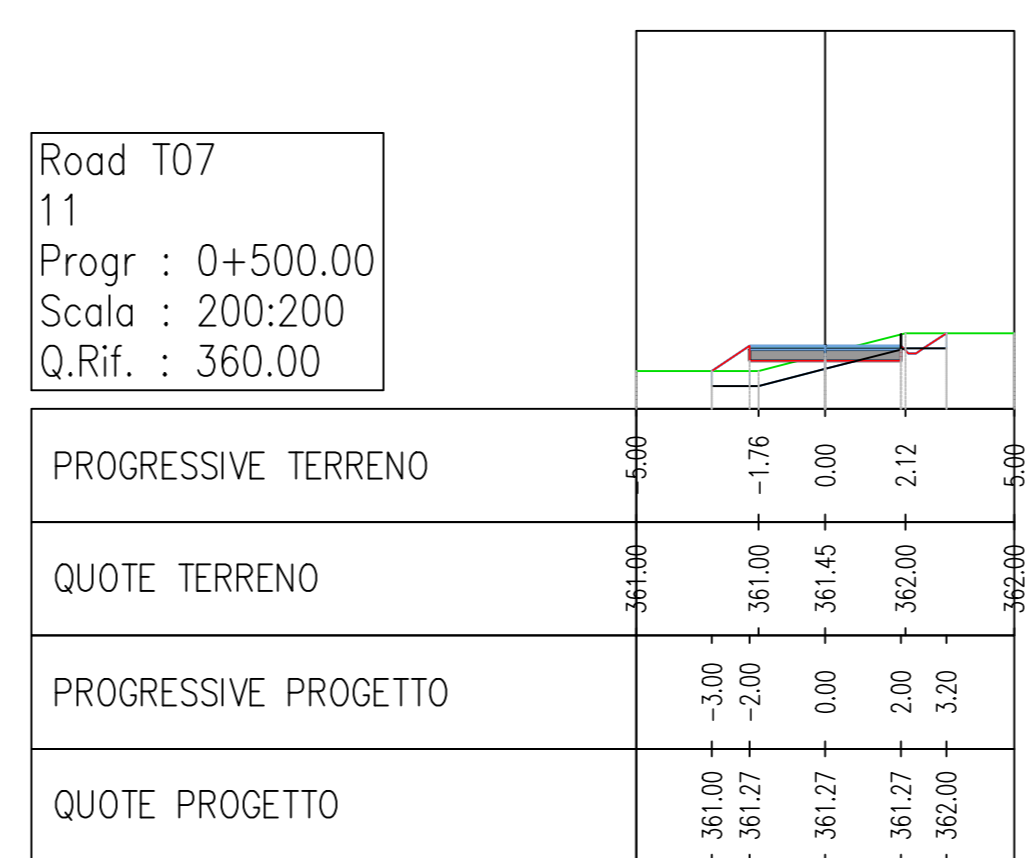 Road T07
11
Progr : 0+500.00
Scala : 200:200
Q.Rif. : 360.00
PROGRESSIVE TERRENO -5.00 -1.76 0.00 2.12 5.00
QUOTE TERRENO 361.00 361.00 361.45 362.00 362.00
PROGRESSIVE PROGETTO -3.00 -2.00 0.00 2.00 3.20
QUOTE PROGETTO 361.00 361.27 361.27 361.27 362.00